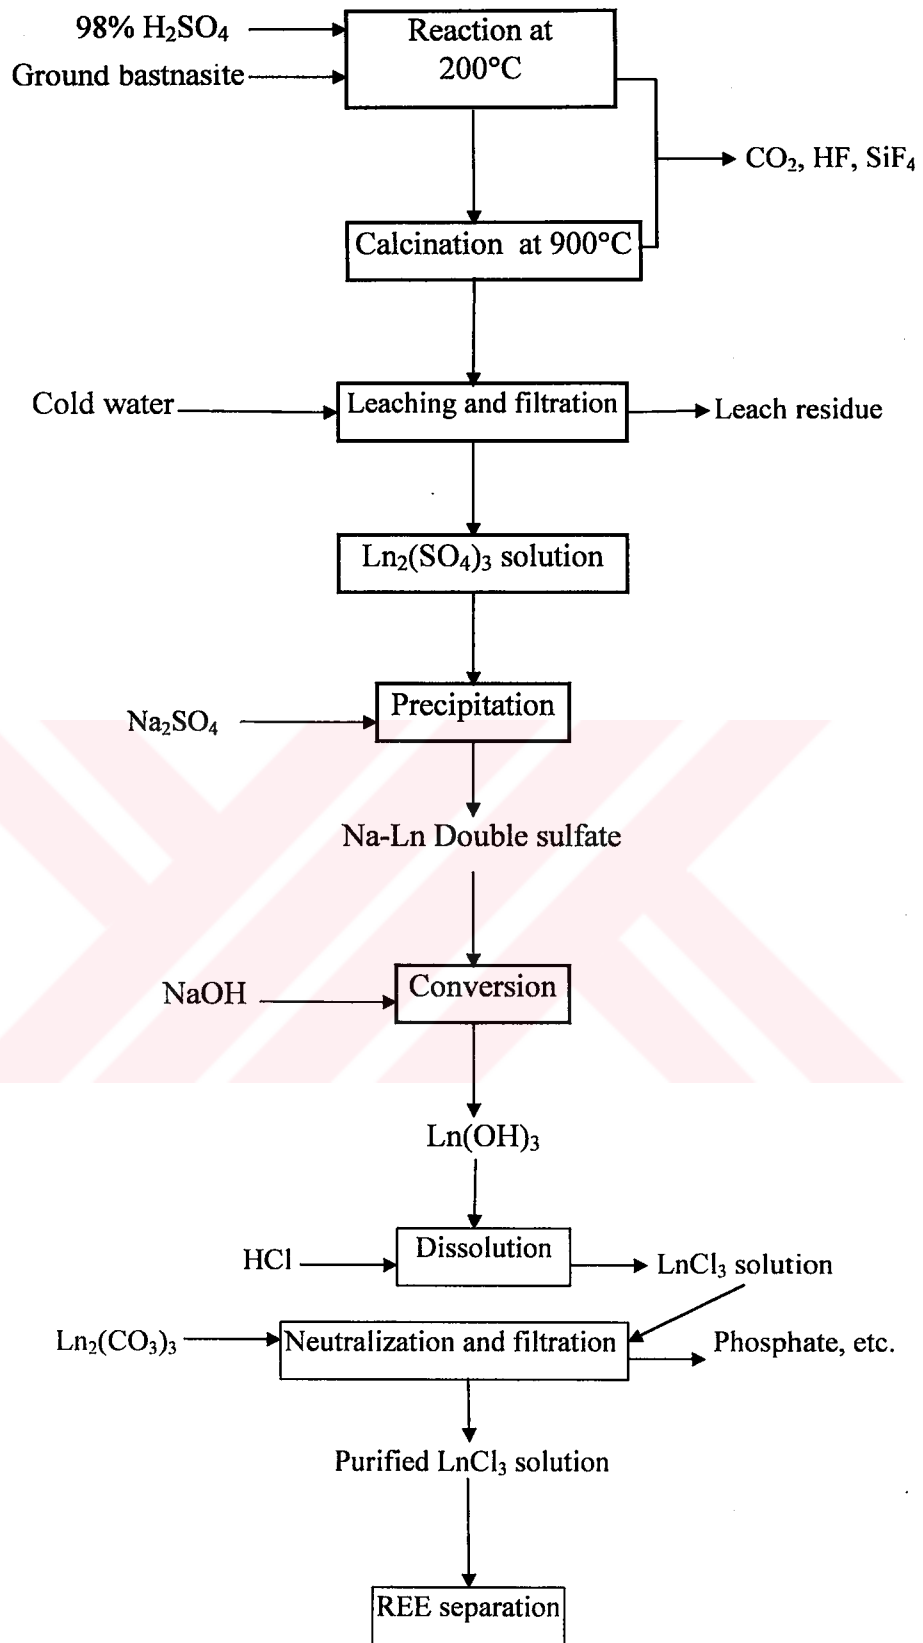 98% H₂SO₄
Ground bastnasite
Reaction at
200°C
CO₂, HF, SiF₄
Calcination at 900°C
Cold water
Leaching and filtration
Leach residue
Ln₂(SO₄)₃ solution
Na₂SO₄
Precipitation
Na-Ln Double sulfate
NaOH
Conversion
Ln(OH)₃
HCl
Dissolution
LnCl₃ solution
Ln₂(CO₃)₃
Neutralization and filtration
Phosphate, etc.
Purified LnCl₃ solution
REE separation